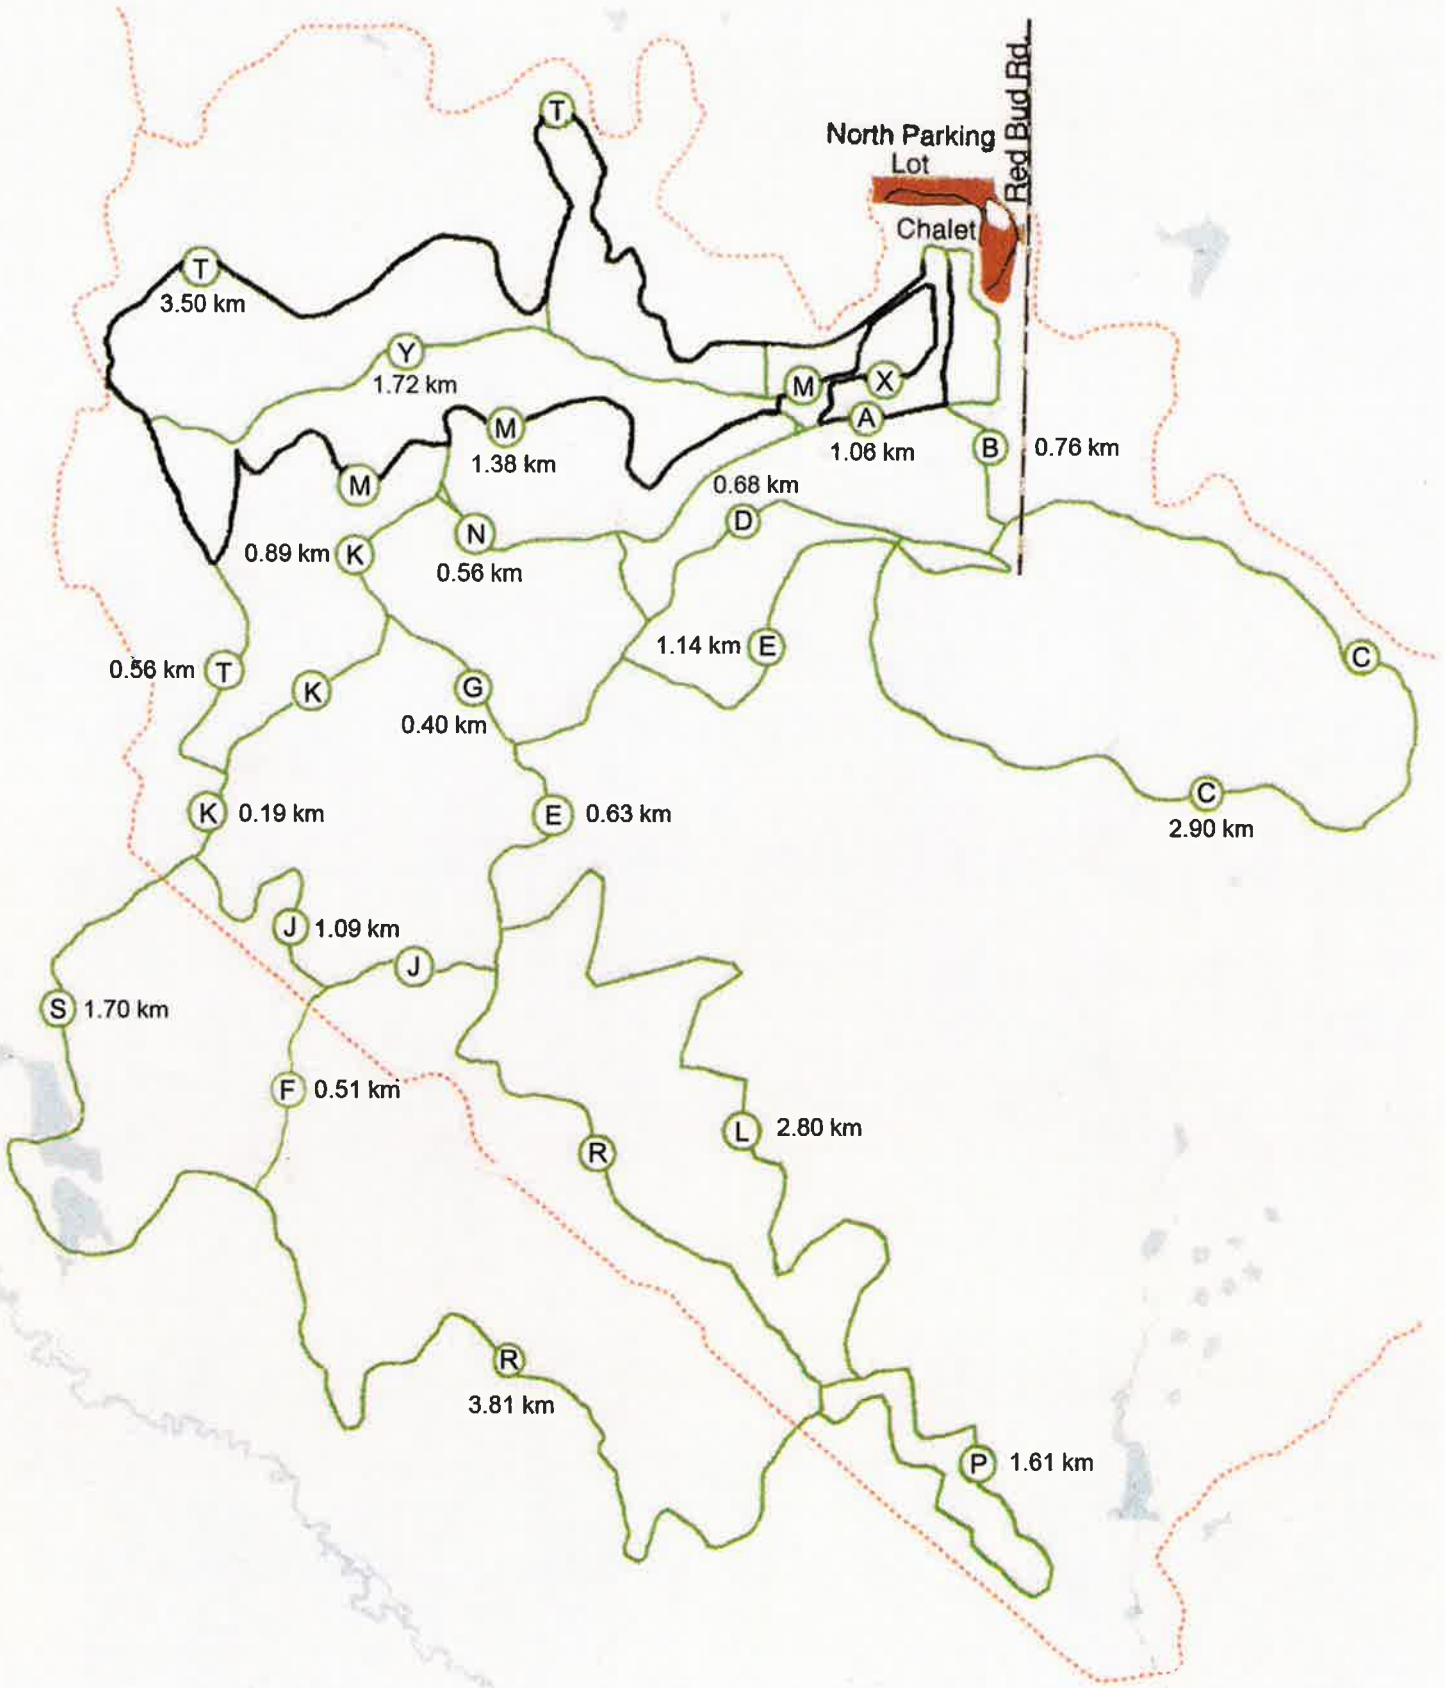 Red Bud Rd.
T
North Parking
Lot
Chalet
T
3.50 km
Y
1.72 km
M
X
A
1.06 km
M
1.38 km
B
0.76 km
M
0.68 km
D
N
0.56 km
0.89 km
K
1.14 km
E
C
0.56 km
T
K
G
0.40 km
K
0.19 km
E
0.63 km
C
2.90 km
J
1.09 km
J
S
1.70 km
F
0.51 km
L
2.80 km
R
R
3.81 km
P
1.61 km